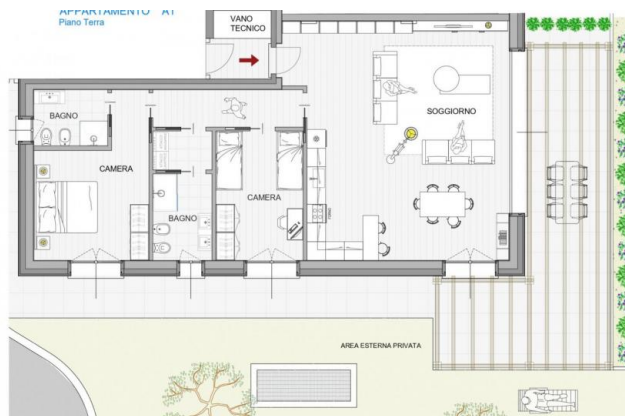 APPARTAMENTO A1
Piano Terra
VANO
TECNICO
BAGNO
SOGGIORNO
CAMERA
CAMERA
BAGNO
AREA ESTERNA PRIVATA